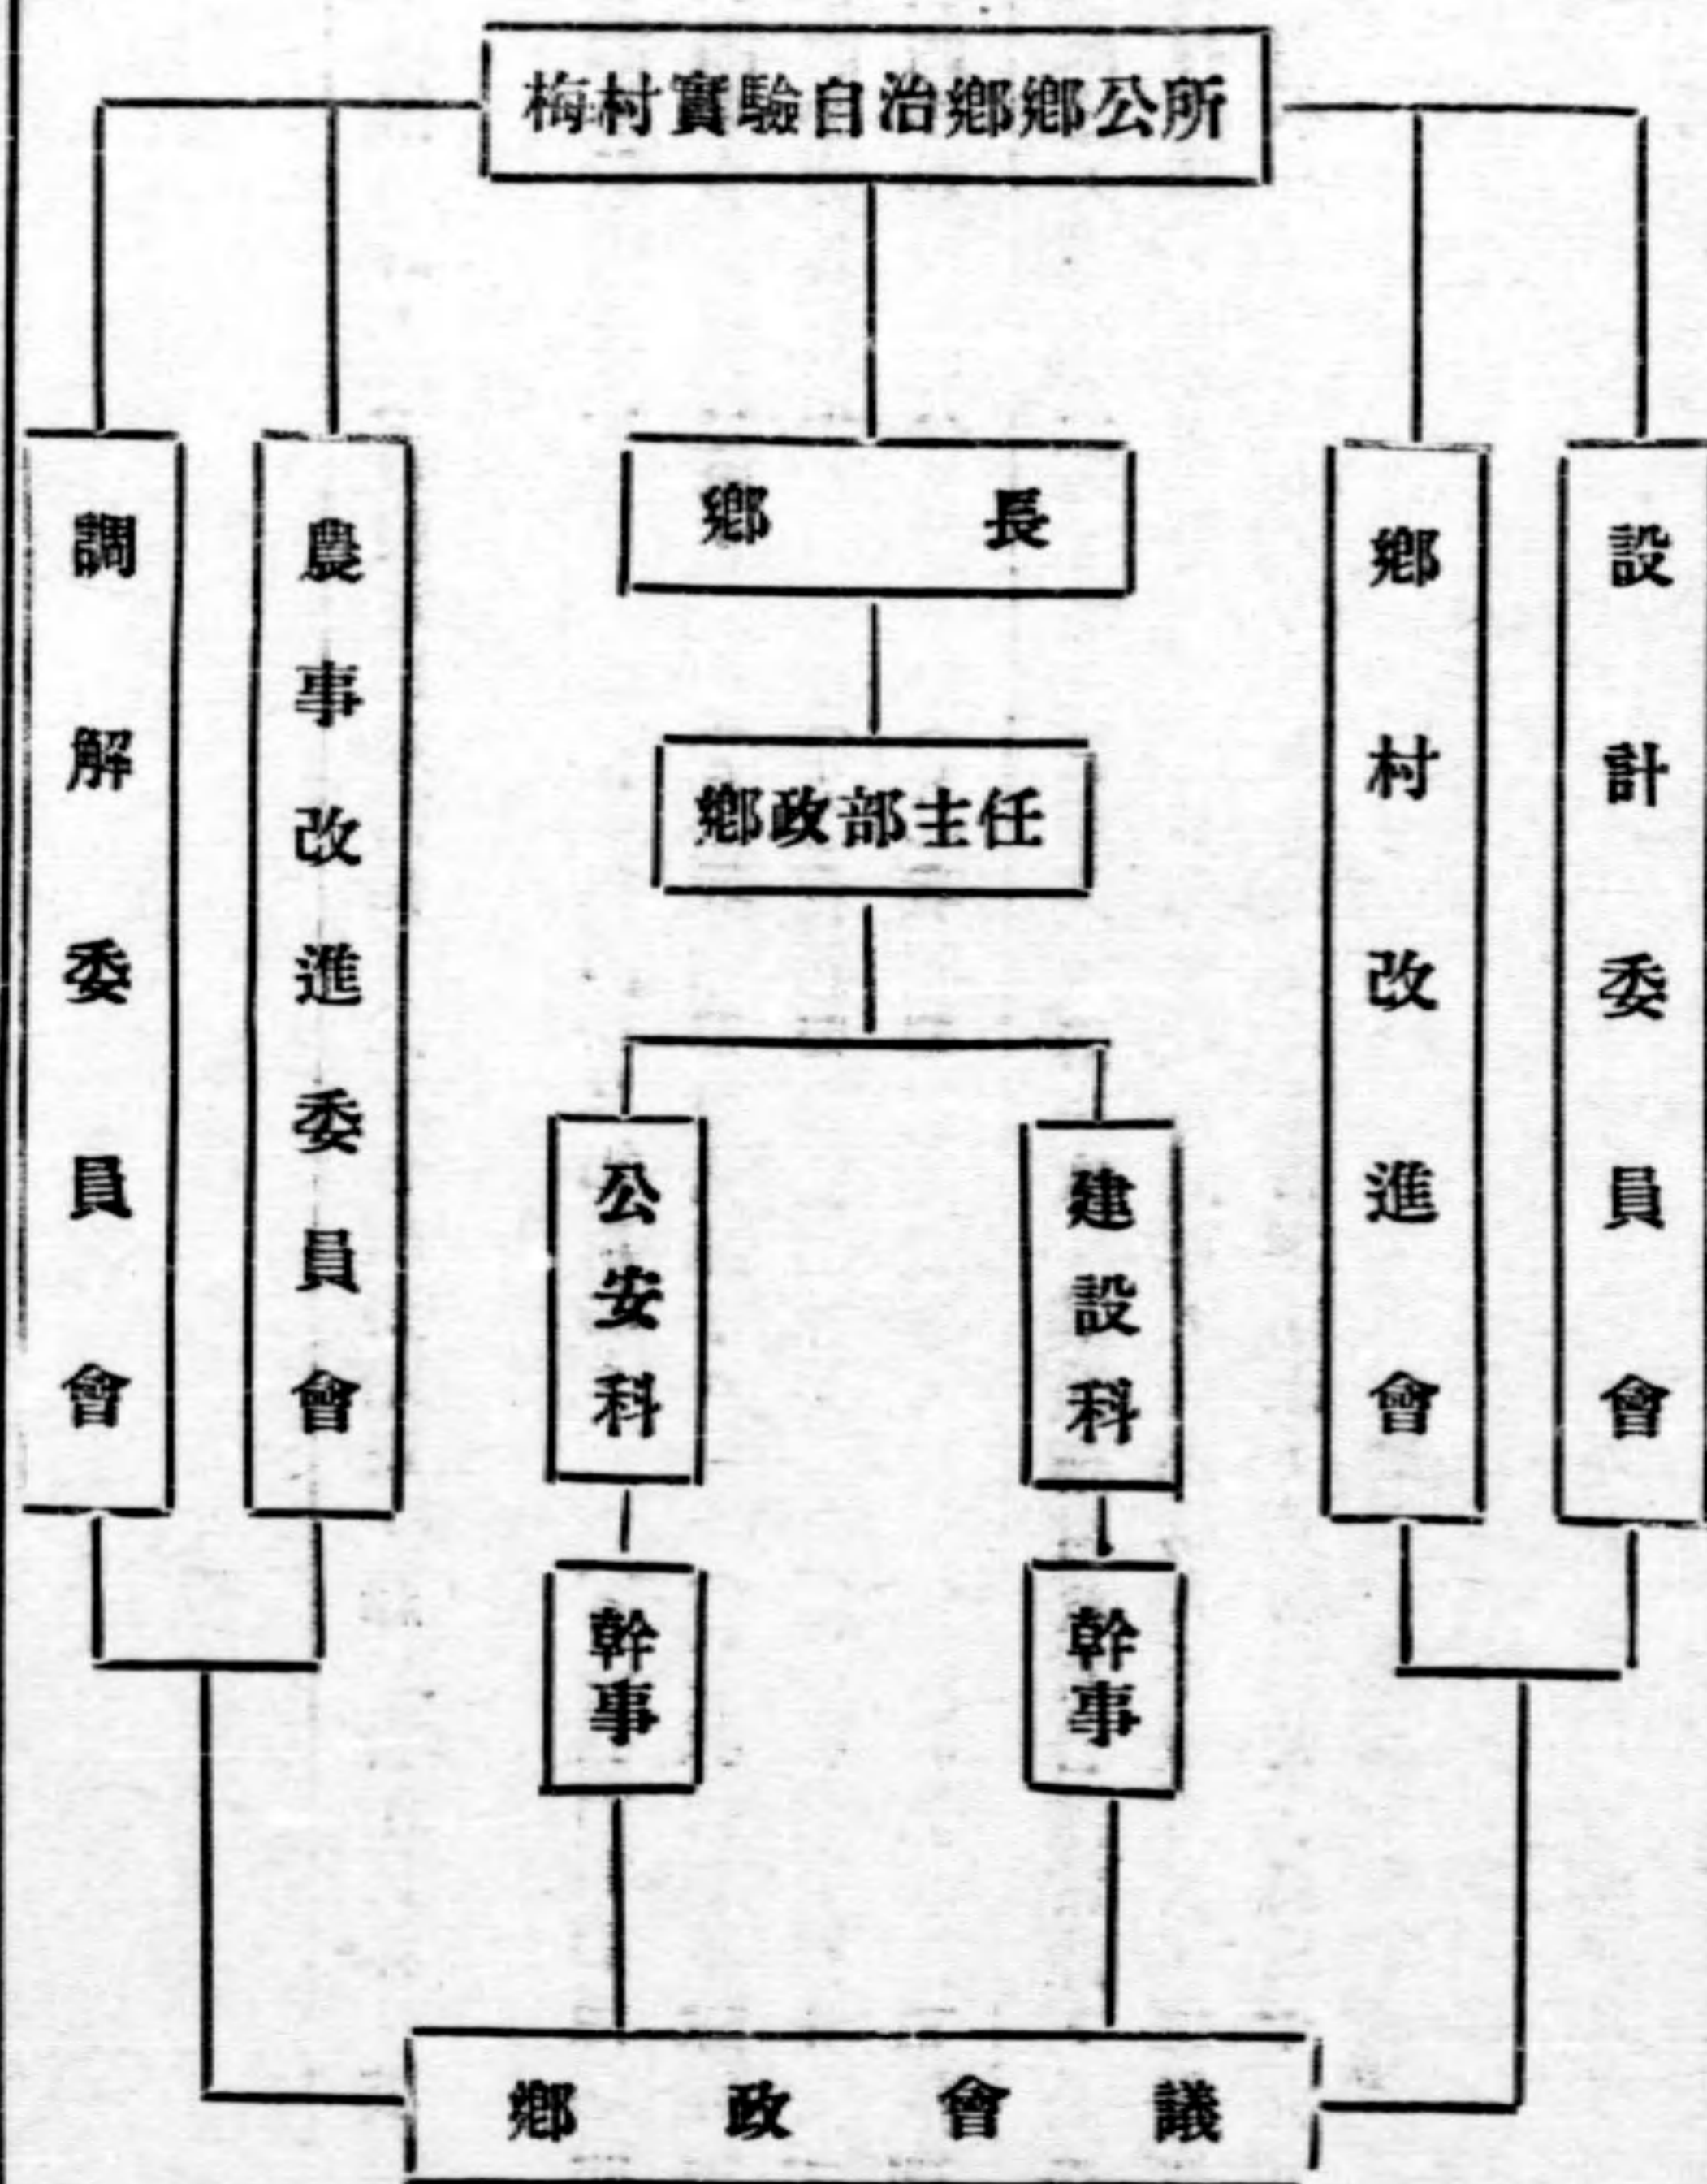 梅村實驗自治鄉鄉公所
調解委員會
農事改進委員會
鄉長
鄉村改進會
設計委員會
鄉政部主任
公安科
建設科
幹事
幹事
鄉政會議